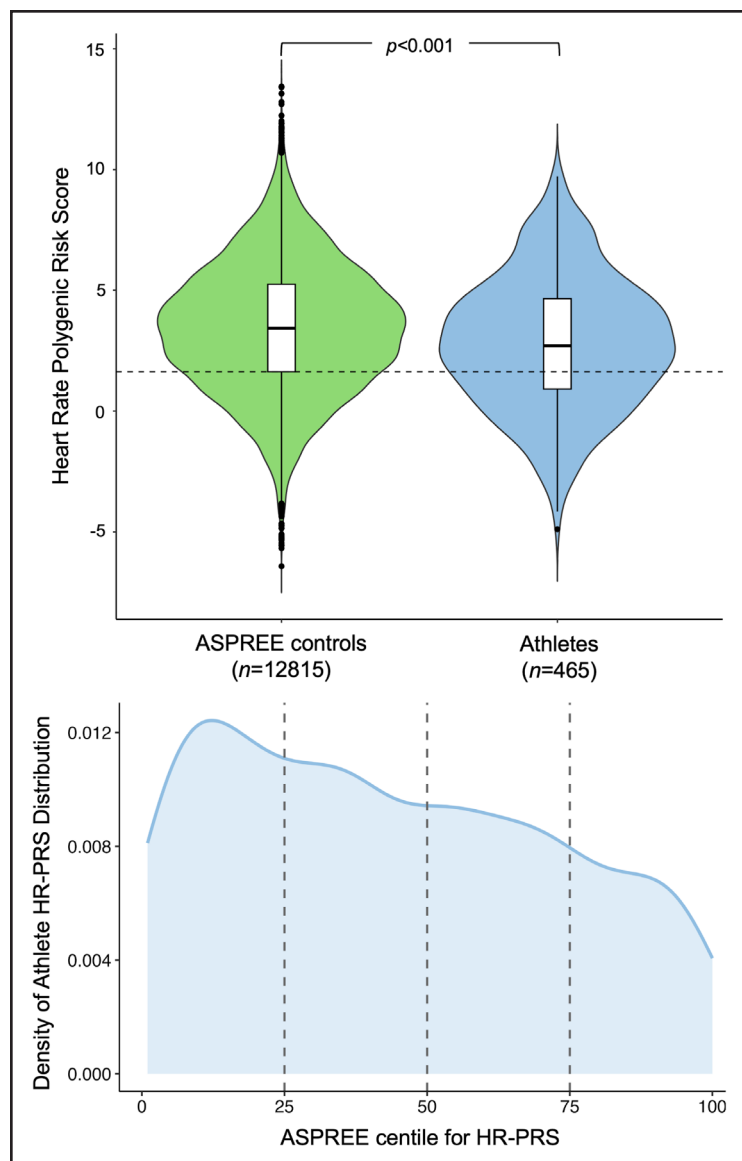 p<0.001
15
10
5
0
-5
Heart Rate Polygenic Risk Score
ASPREE controls
(n=12815)
Athletes
(n=465)
0.012
0.008
0.004
0.000
Density of Athlete HR-PRS Distribution
0
25
50
75
100
ASPREE centile for HR-PRS